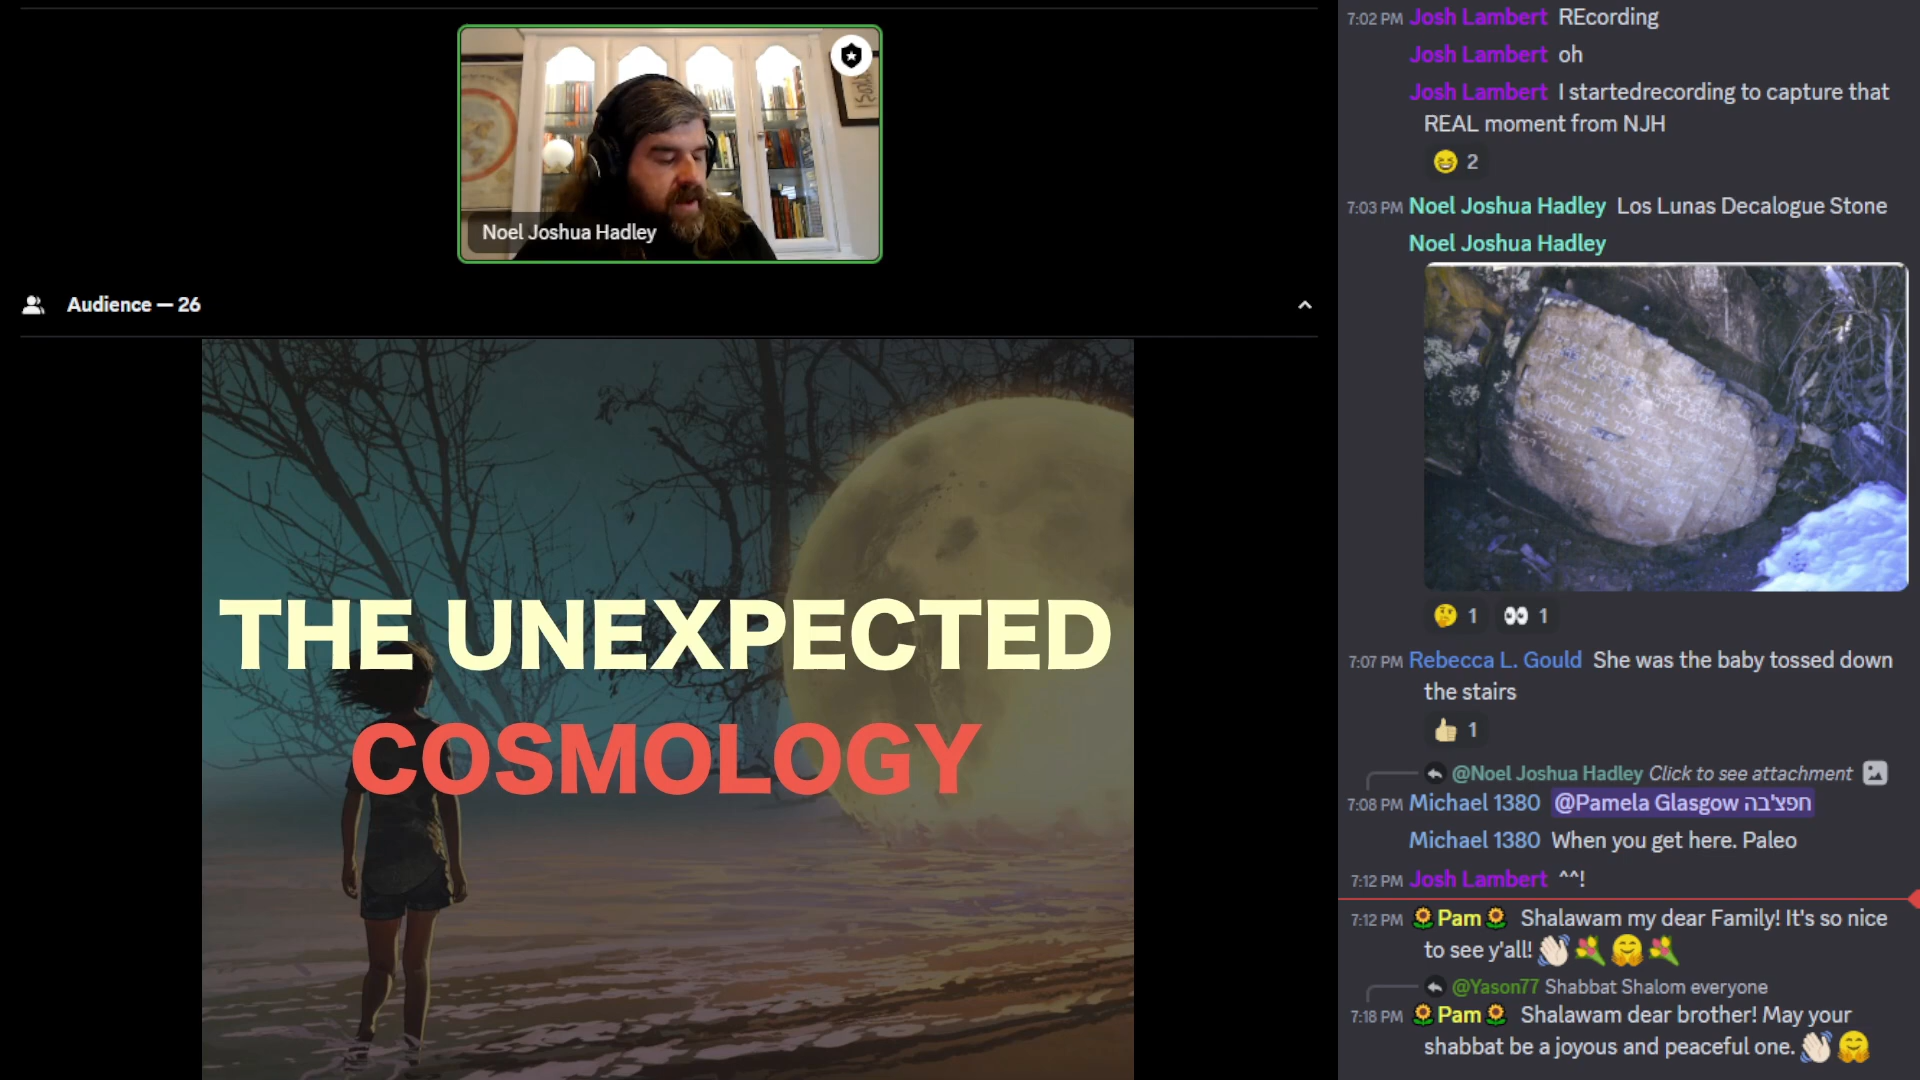 Noel Joshua Hadley
Audience — 26
THE UNEXPECTED
COSMOLOGY
7:02 PM Josh Lambert REcording
Josh Lambert oh
Josh Lambert I startedrecording to capture that
REAL moment from NJH
2
7:03 PM Noel Joshua Hadley Los Lunas Decalogue Stone
Noel Joshua Hadley
1 1
7:07 PM Rebecca L. Gould She was the baby tossed down
the stairs
1
@Noel Joshua Hadley Click to see attachment
7:08 PM Michael 1380 @Pamela Glasgow חפצ'בה
Michael 1380 When you get here. Paleo
7:12 PM Josh Lambert ^^!
7:12 PM Pam Shalawam my dear Family! It's so nice
to see y'all!
@Yason77 Shabbat Shalom everyone
7:18 PM Pam Shalawam dear brother! May your
shabbat be a joyous and peaceful one.